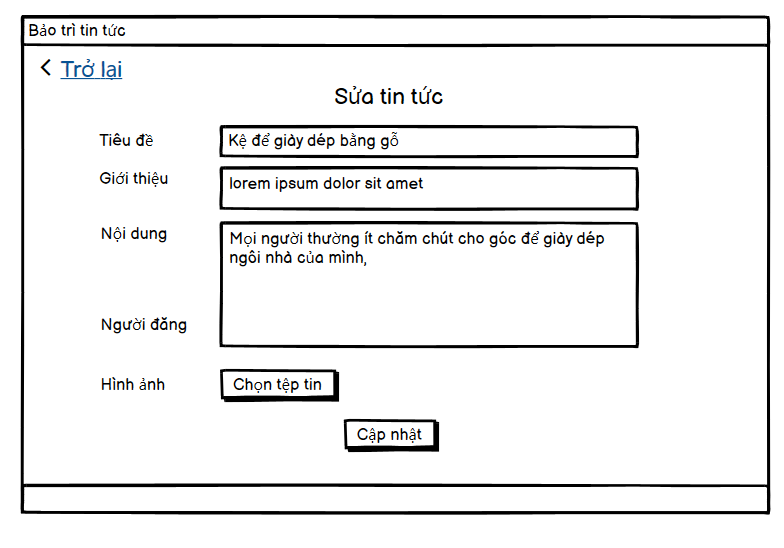 Bảo trì tin tức
Trở lại
Sửa tin tức
Tiêu đề
Kệ để giày dép bằng gỗ
Giới thiệu
lorem ipsum dolor sit amet
Nội dung
Mọi người thường ít chăm chút cho góc để giày dép
ngôi nhà của mình,
Người đăng
Hình ảnh
Chọn tệp tin
Cập nhật